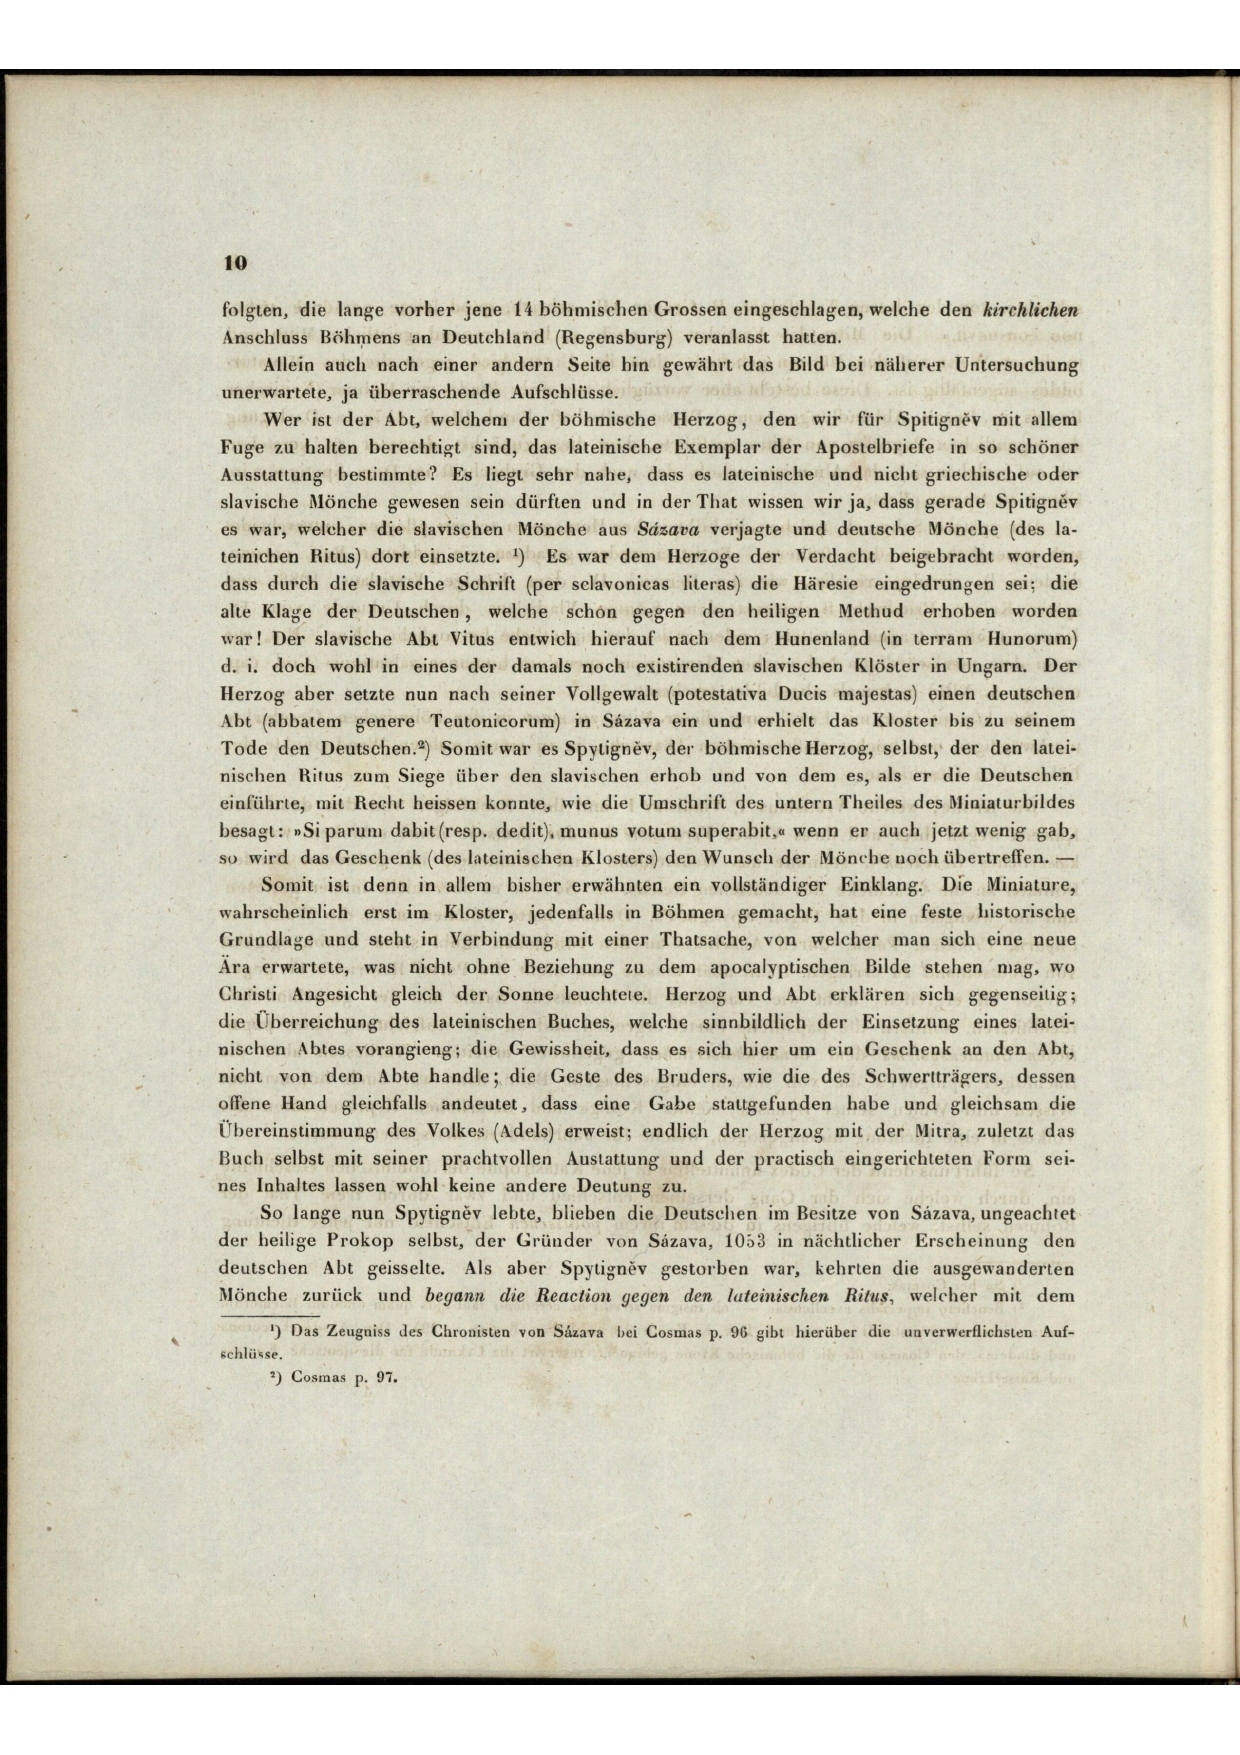 10
folgten, die lange vorher jene 14 böhmischen Grossen eingeschlagen, welche den kirchlichen
Anschluss Böhmens an Deutchland (Regensburg) veranlasst hatten.
Allein auch nach einer andern Seite hin gewährt das Bild bei näherer Untersuchung
unerwartete, ja überraschende Aufschlüsse.
Wer ist der Abt, welchem der böhmische Herzog, den wir für Spitigněv mit allem
Fuge zu halten berechtigt sind, das lateinische Exemplar der Apostelbriefe in so schöner
Ausstattung bestimmte? Es liegt sehr nahe, dass es lateinische und nicht griechische oder
slavische Mönche gewesen sein dürften und in der That wissen wir ja, dass gerade Spitigněv
es war, welcher die slavischen Mönche aus Sázava verjagte und deutsche Mönche (des la-
teinichen Ritus) dort einsetzte. ¹) Es war dem Herzoge der Verdacht beigebracht worden,
dass durch die slavische Schrift (per sclavonicas literas) die Häresie eingedrungen sei; die
alte Klage der Deutschen, welche schon gegen den heiligen Methud erhoben worden
war! Der slavische Abt Vitus entwich hierauf nach dem Hunenland (in terram Hunorum)
d. i. doch wohl in eines der damals noch existirenden slavischen Klöster in Ungarn. Der
Herzog aber setzte nun nach seiner Vollgewalt (potestativa Ducis majestas) einen deutschen
Abt (abbatem genere Teutonicorum) in Sázava ein und erhielt das Kloster bis zu seinem
Tode den Deutschen.²) Somit war es Spytigněv, der böhmische Herzog, selbst, der den latei-
nischen Ritus zum Siege über den slavischen erhob und von dem es, als er die Deutschen
einführte, mit Recht heissen konnte, wie die Umschrift des untern Theiles des Miniaturbildes
besagt: »Si parum dabit (resp. dedit), munus votum superabit,« wenn er auch jetzt wenig gab,
so wird das Geschenk (des lateinischen Klosters) den Wunsch der Mönche noch übertreffen. —
Somit ist denn in allem bisher erwähnten ein vollständiger Einklang. Die Miniature,
wahrscheinlich erst im Kloster, jedenfalls in Böhmen gemacht, hat eine feste historische
Grundlage und steht in Verbindung mit einer Thatsache, von welcher man sich eine neue
Ära erwartete, was nicht ohne Beziehung zu dem apocalyptischen Bilde stehen mag, wo
Christi Angesicht gleich der Sonne leuchtete. Herzog und Abt erklären sich gegenseitig;
die Überreichung des lateinischen Buches, welche sinnbildlich der Einsetzung eines latei-
nischen Abtes vorangieng; die Gewissheit, dass es sich hier um ein Geschenk an den Abt,
nicht von dem Abte handle; die Geste des Bruders, wie die des Schwertträgers, dessen
offene Hand gleichfalls andeutet, dass eine Gabe stattgefunden habe und gleichsam die
Übereinstimmung des Volkes (Adels) erweist; endlich der Herzog mit der Mitra, zuletzt das
Buch selbst mit seiner prachtvollen Austattung und der practisch eingerichteten Form sei-
nes Inhaltes lassen wohl keine andere Deutung zu.
So lange nun Spytigněv lebte, blieben die Deutschen im Besitze von Sázava, ungeachtet
der heilige Prokop selbst, der Gründer von Sázava, 1053 in nächtlicher Erscheinung den
deutschen Abt geisselte. Als aber Spytigněv gestorben war, kehrten die ausgewanderten
Mönche zurück und begann die Reaction gegen den lateinischen Ritus, welcher mit dem
¹) Das Zeugniss des Chronisten von Sázava bei Cosmas p. 96 gibt hierüber die unverwerflichsten Auf-
schlüsse.
²) Cosmas p. 97.